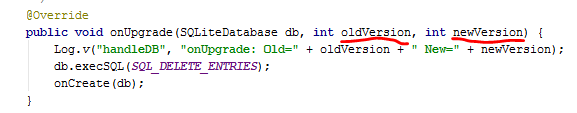 @Override
public void onUpgrade(SQLiteDatabase db, int oldVersion, int newVersion) {
Log.v("handleDB", "onUpgrade: Old=" + oldVersion + " New=" + newVersion);
db.execSQL(SQL_DELETE_ENTRIES);
onCreate(db);
}